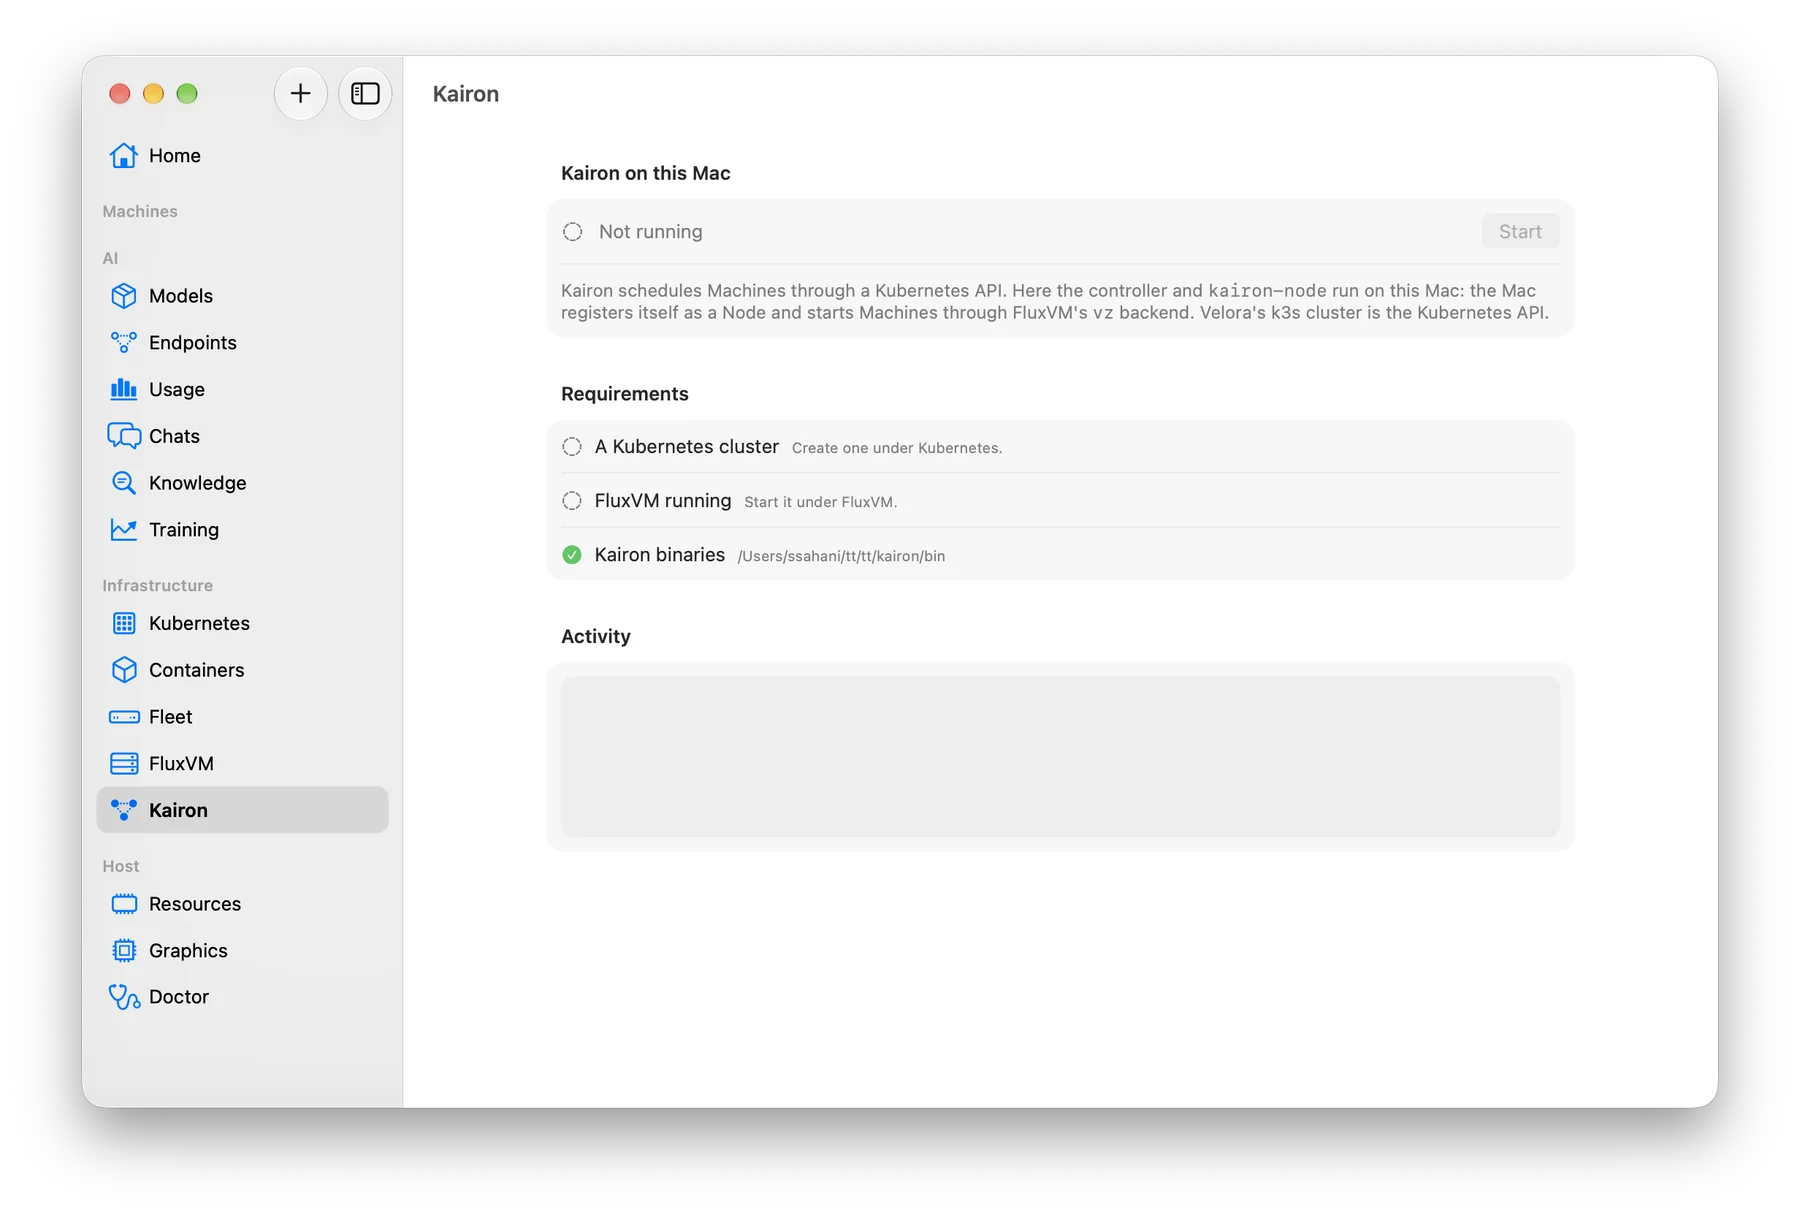 Kairon
Home
Machines
AI
Models
Endpoints
Usage
Chats
Knowledge
Training
Infrastructure
Kubernetes
Containers
Fleet
FluxVM
Kairon
Host
Resources
Graphics
Doctor
Kairon on this Mac
Not running
Start
Kairon schedules Machines through a Kubernetes API. Here the controller and kairon-node run on this Mac: the Mac
registers itself as a Node and starts Machines through FluxVM's vz backend. Velora's k3s cluster is the Kubernetes API.
Requirements
A Kubernetes cluster Create one under Kubernetes.
FluxVM running Start it under FluxVM.
Kairon binaries /Users/ssahani/tt/tt/kairon/bin
Activity